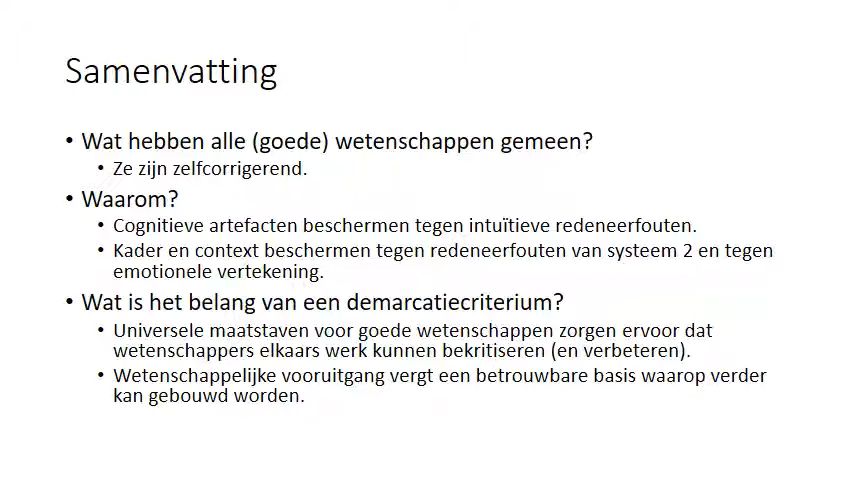 Samenvatting
• Wat hebben alle (goede) wetenschappen gemeen?
• Ze zijn zelfcorrigerend.
• Waarom?
• Cognitieve artefacten beschermen tegen intuïtieve redeneerfouten.
• Kader en context beschermen tegen redeneerfouten van systeem 2 en tegen
emotionele vertekening.
• Wat is het belang van een demarcatiecriterium?
• Universele maatstaven voor goede wetenschappen zorgen ervoor dat
wetenschappers elkaars werk kunnen bekritiseren (en verbeteren).
• Wetenschappelijke vooruitgang vergt een betrouwbare basis waarop verder
kan gebouwd worden.